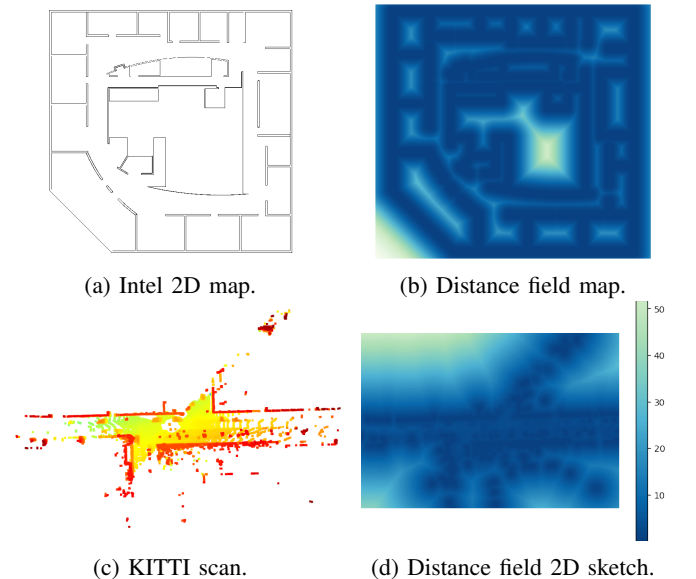 (a) Intel 2D map.
(b) Distance field map.
50
40
30
20
10
(c) KITTI scan.
(d) Distance field 2D sketch.